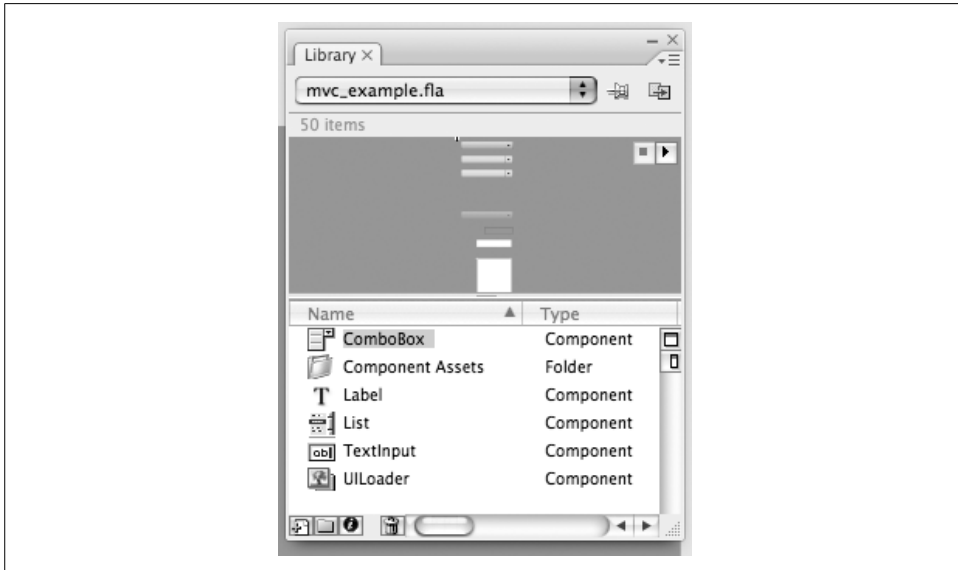 Library
mvc_example.fla
50 items
Name Type
ComboBox Component
Component Assets Folder
T Label Component
List Component
abl TextInput Component
UILoader Component